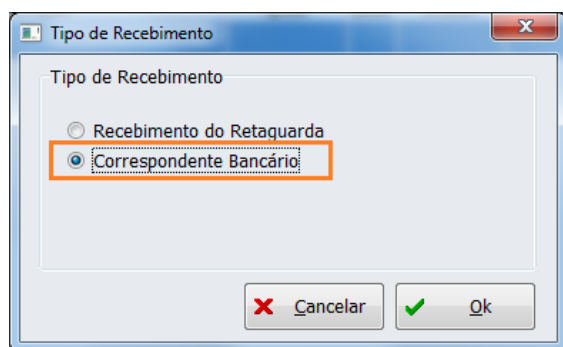 Tipo de Recebimento
Tipo de Recebimento
Recebimento do Retaguarda
Correspondente Bancário
Cancelar
Ok